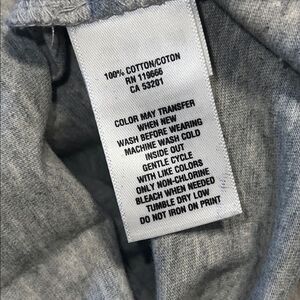 100% COTTON/COTON
RN 119666
CA 53201
COLOR MAY TRANSFER
WHEN NEW
WASH BEFORE WEARING
MACHINE WASH COLD
INSIDE OUT
GENTLE CYCLE
WITH LIKE COLORS
ONLY NON-CHLORINE
BLEACH WHEN NEEDED
TUMBLE DRY LOW
DO NOT IRON ON PRINT